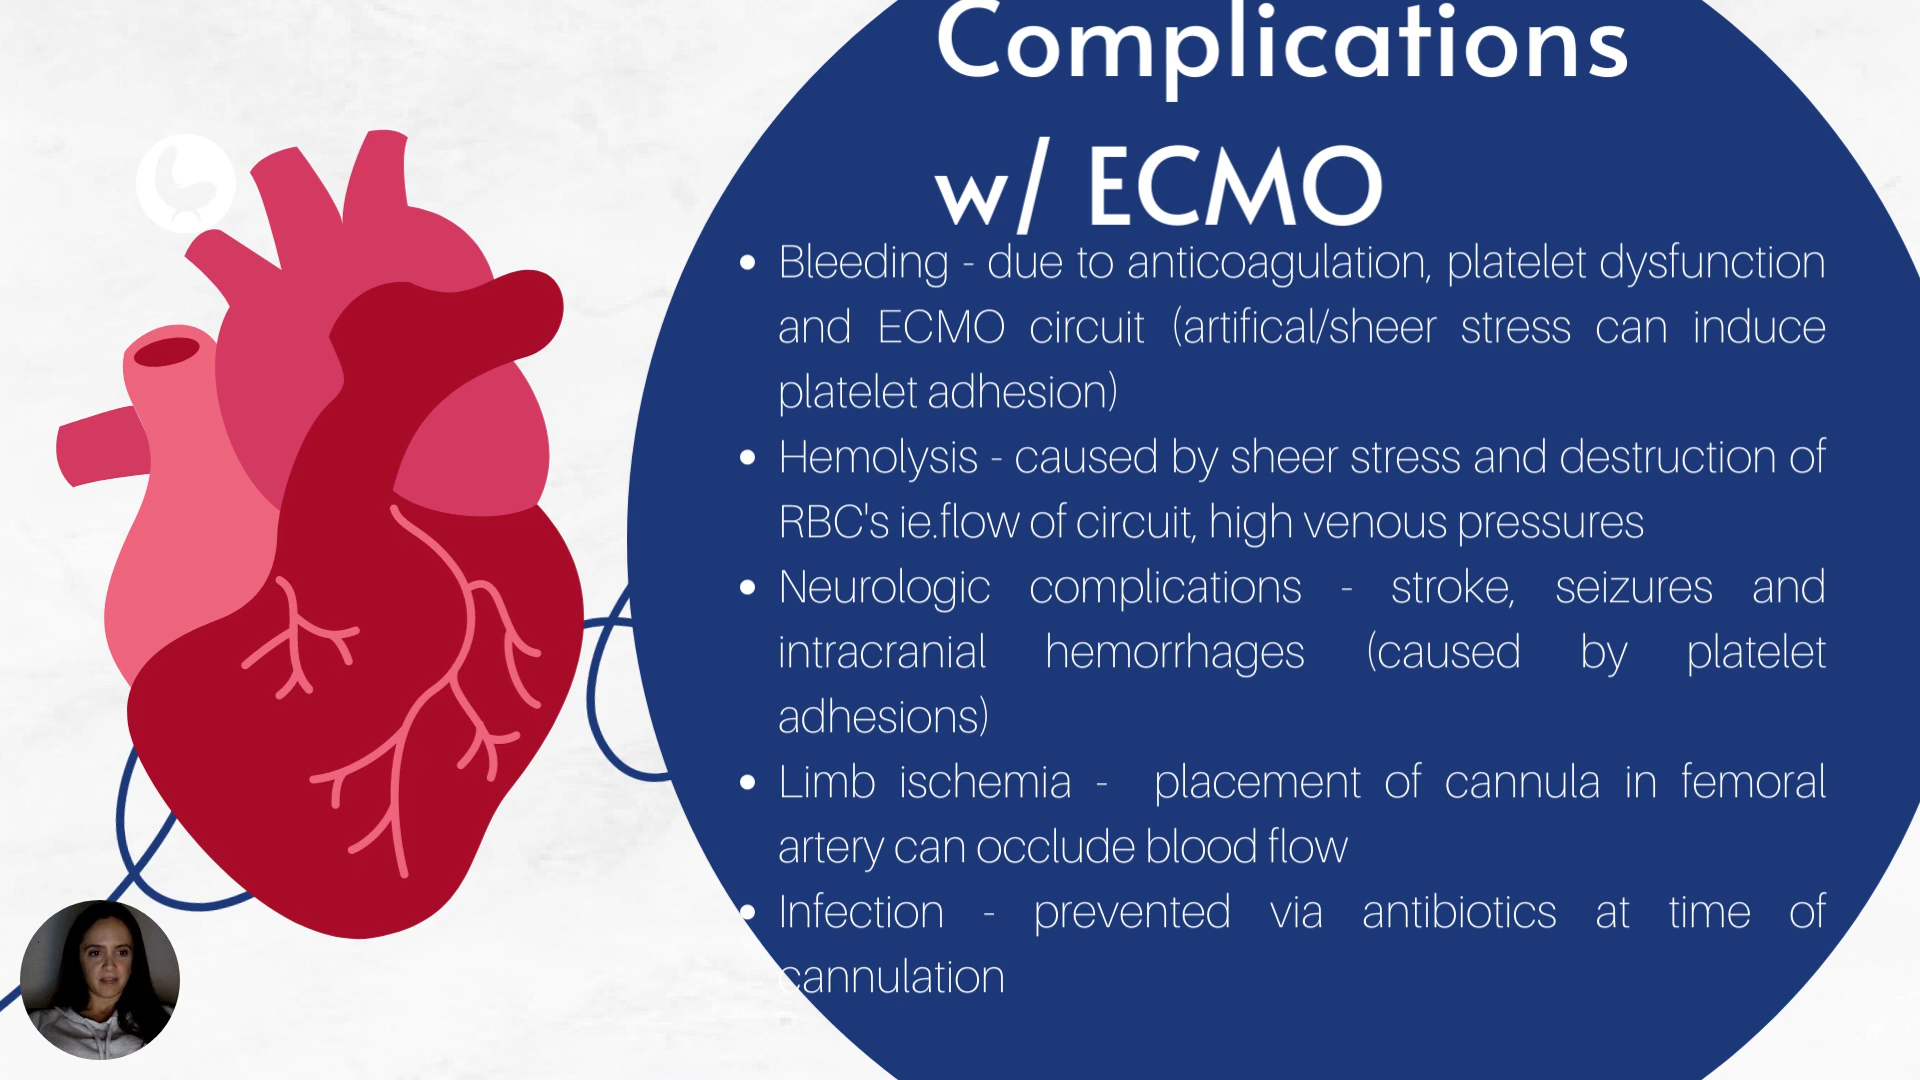 Complications
w/ ECMO
Bleeding - due to anticoagulation, platelet dysfunction
and ECMO circuit (artifical/sheer stress can induce
platelet adhesion)
Hemolysis - caused by sheer stress and destruction of
RBC's ie.flow of circuit, high venous pressures
Neurologic complications - stroke, seizures and
intracranial hemorrhages (caused by platelet
adhesions)
Limb ischemia - placement of cannula in femoral
artery can occlude blood flow
Infection - prevented via antibiotics at time of
cannulation